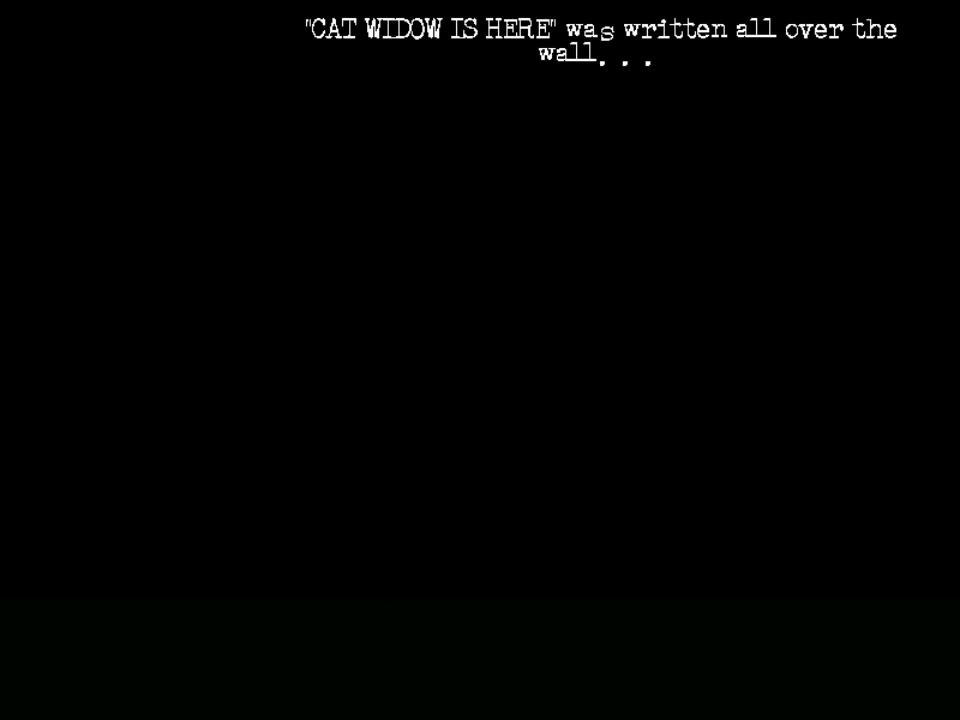 "CAT WIDOW IS HERE" was written all over the
wall...